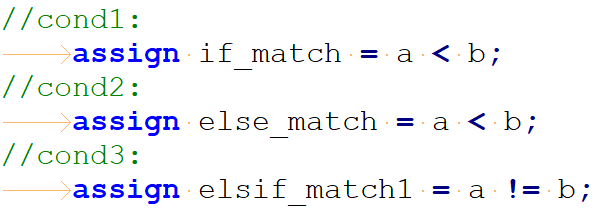 //cond1:
	assign if_match = a < b;
//cond2:
	assign else_match = a < b;
//cond3:
	assign elsif_match1 = a != b;